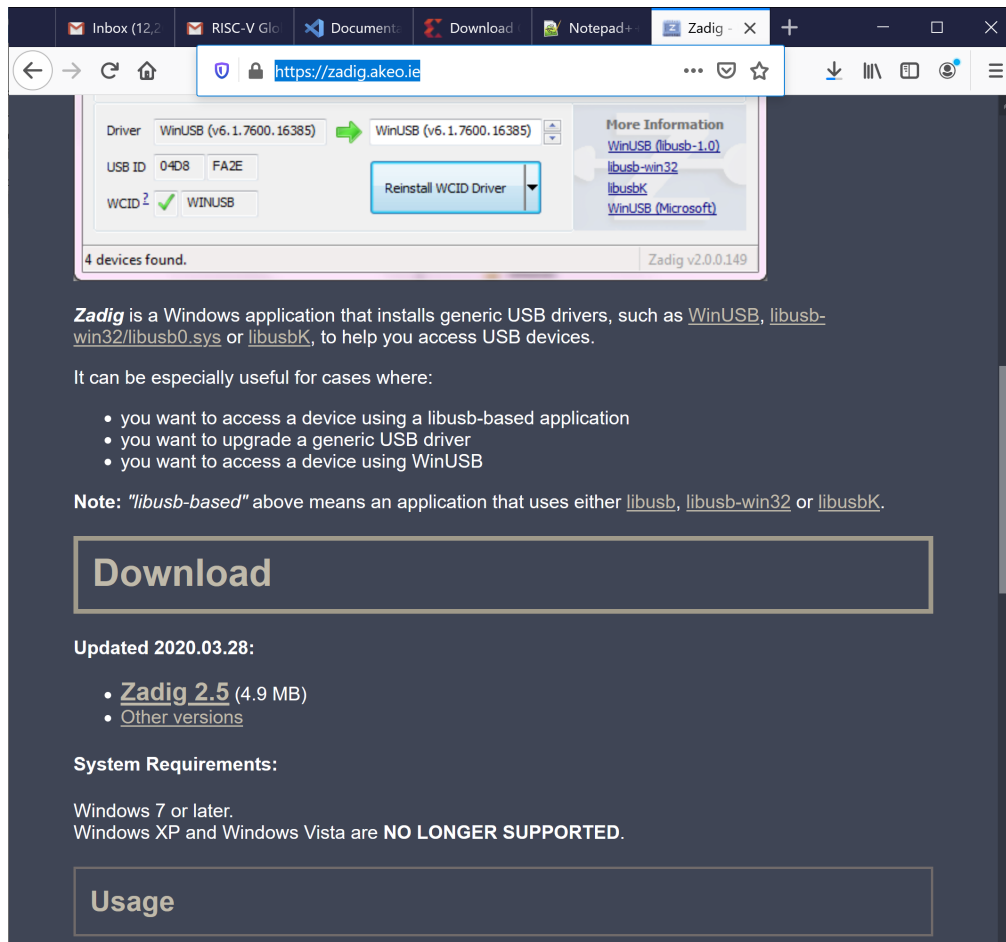 Inbox (12,2
RISC-V Glo
Documenta
Download
Notepad++
Zadig -
https://zadig.akeo.ie
Driver WinUSB (v6.1.7600.16385) WinUSB (v6.1.7600.16385)
USB ID 04D8 FA2E
WCID ? WINUSB
Reinstall WCID Driver
More Information
WinUSB (libusb-1.0)
libusb-win32
libusbK
WinUSB (Microsoft)
4 devices found. Zadig v2.0.0.149
Zadig is a Windows application that installs generic USB drivers, such as WinUSB, libusb-
win32/libusb0.sys or libusbK, to help you access USB devices.
It can be especially useful for cases where:
• you want to access a device using a libusb-based application
• you want to upgrade a generic USB driver
• you want to access a device using WinUSB
Note: "libusb-based" above means an application that uses either libusb, libusb-win32 or libusbK.
Download
Updated 2020.03.28:
• Zadig 2.5 (4.9 MB)
• Other versions
System Requirements:
Windows 7 or later.
Windows XP and Windows Vista are NO LONGER SUPPORTED.
Usage